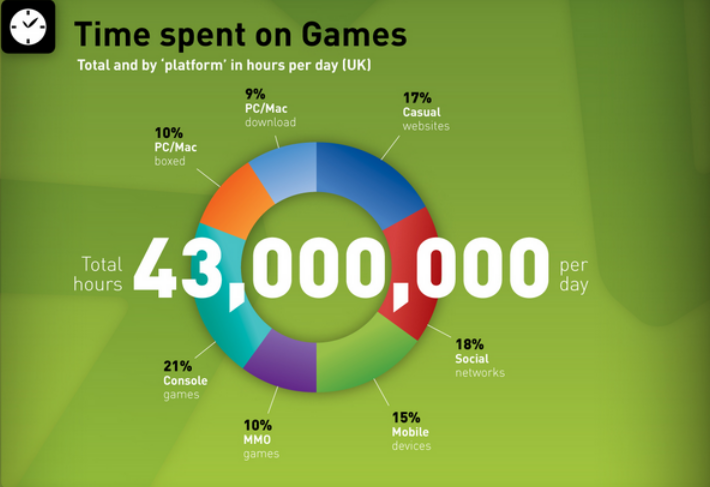 Time spent on Games
Total and by ‘platform’ in hours per day (UK)
9%
PC/Mac
download
17%
Casual
websites
10%
PC/Mac
boxed
Total
hours
43,000,000
per
day
18%
Social
networks
21%
Console
games
10%
MMO
games
15%
Mobile
devices